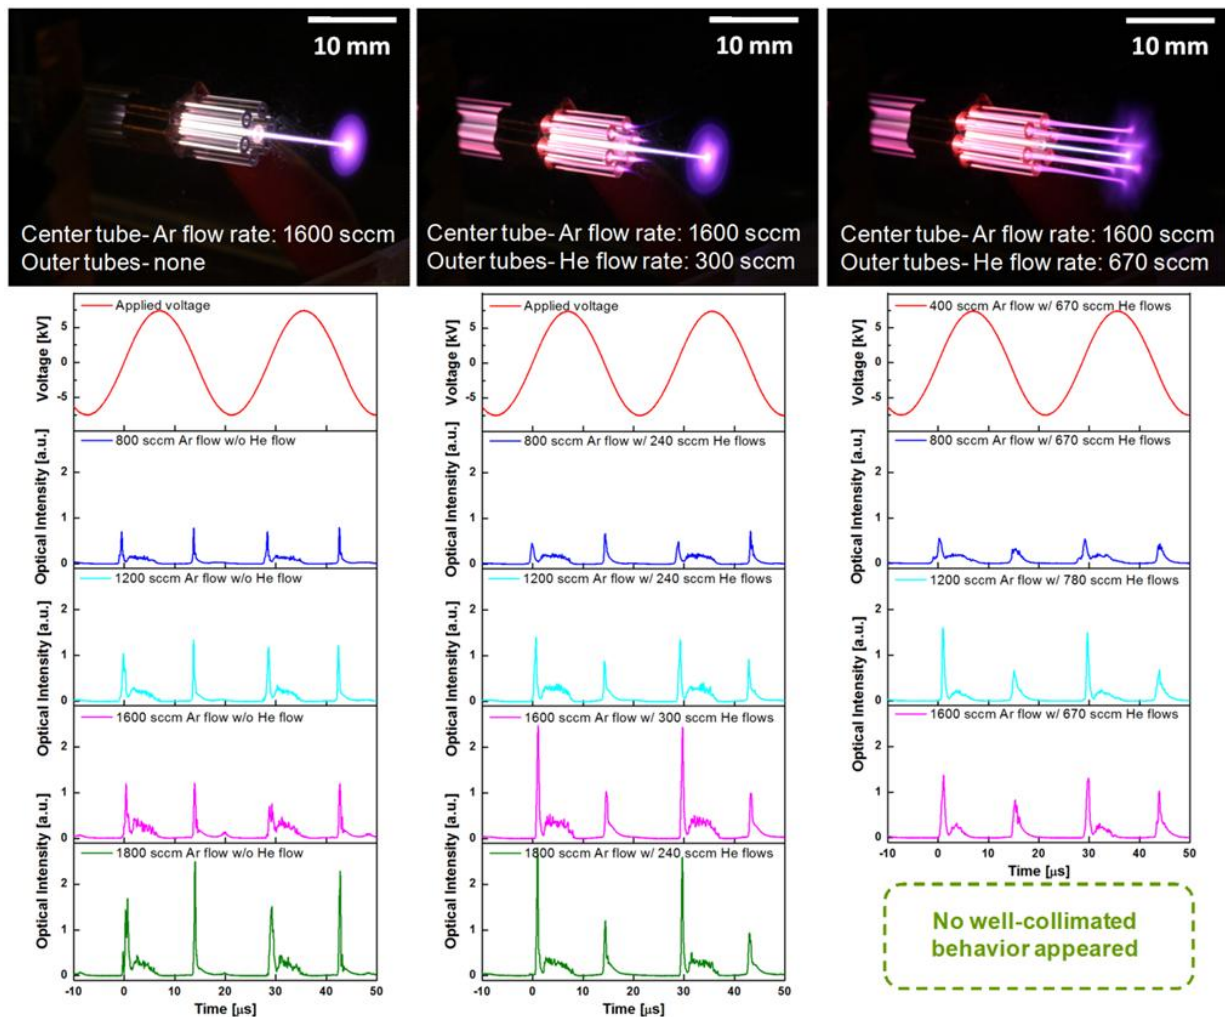 10 mm
Center tube- Ar flow rate: 1600 sccm
Outer tubes- none
10 mm
Center tube- Ar flow rate: 1600 sccm
Outer tubes- He flow rate: 300 sccm
10 mm
Center tube- Ar flow rate: 1600 sccm
Outer tubes- He flow rate: 670 sccm
Applied voltage
Voltage [kV]
5
0
-5
800 sccm Ar flow w/o He flow
Optical Intensity [a.u.]
2
1
0
1200 sccm Ar flow w/o He flow
Optical Intensity [a.u.]
2
1
0
1600 sccm Ar flow w/o He flow
Optical Intensity [a.u.]
2
1
0
1800 sccm Ar flow w/o He flow
Optical Intensity [a.u.]
2
1
0
-10 0 10 20 30 40 50
Time [μs]
Applied voltage
Voltage [kV]
5
0
-5
800 sccm Ar flow w/ 240 sccm He flows
Optical Intensity [a.u.]
2
1
0
1200 sccm Ar flow w/ 240 sccm He flows
Optical Intensity [a.u.]
2
1
0
1600 sccm Ar flow w/ 300 sccm He flows
Optical Intensity [a.u.]
2
1
0
1800 sccm Ar flow w/ 240 sccm He flows
Optical Intensity [a.u.]
2
1
0
-10 0 10 20 30 40 50
Time [μs]
400 sccm Ar flow w/ 670 sccm He flows
Voltage [kV]
5
0
-5
800 sccm Ar flow w/ 670 sccm He flows
Optical Intensity [a.u.]
2
1
0
1200 sccm Ar flow w/ 780 sccm He flows
Optical Intensity [a.u.]
2
1
0
1600 sccm Ar flow w/ 670 sccm He flows
Optical Intensity [a.u.]
2
1
0
-10 0 10 20 30 40 50
Time [μs]
No well-collimated
behavior appeared